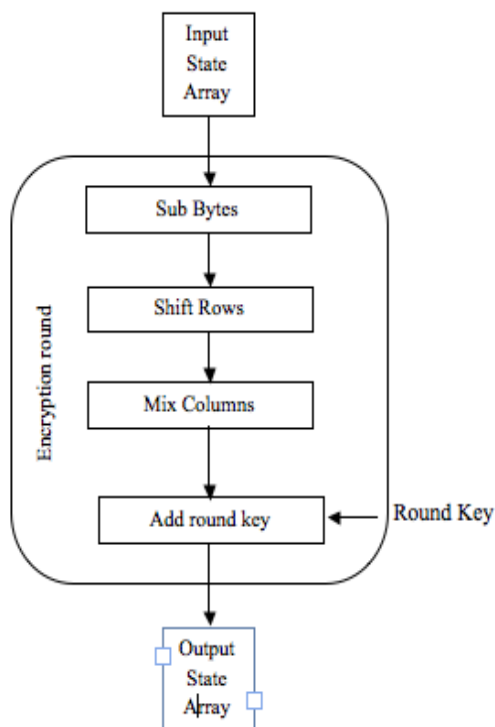 Input
State
Array
Sub Bytes
Shift Rows
Encryption round
Mix Columns
Add round key
Round Key
Output
State
Array